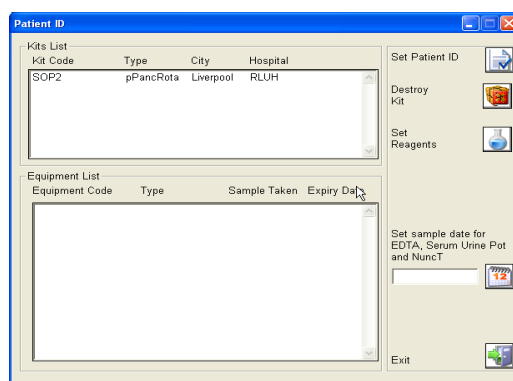 Patient ID
Kits List
Kit Code Type City Hospital
SOP2 pPancRota Liverpool RLUH
Set Patient ID
Destroy
Kit
Set
Reagents
Equipment List
Equipment Code Type Sample Taken Expiry Date
Set sample date for
EDTA, Serum Urine Pot
and NuncT
12
Exit